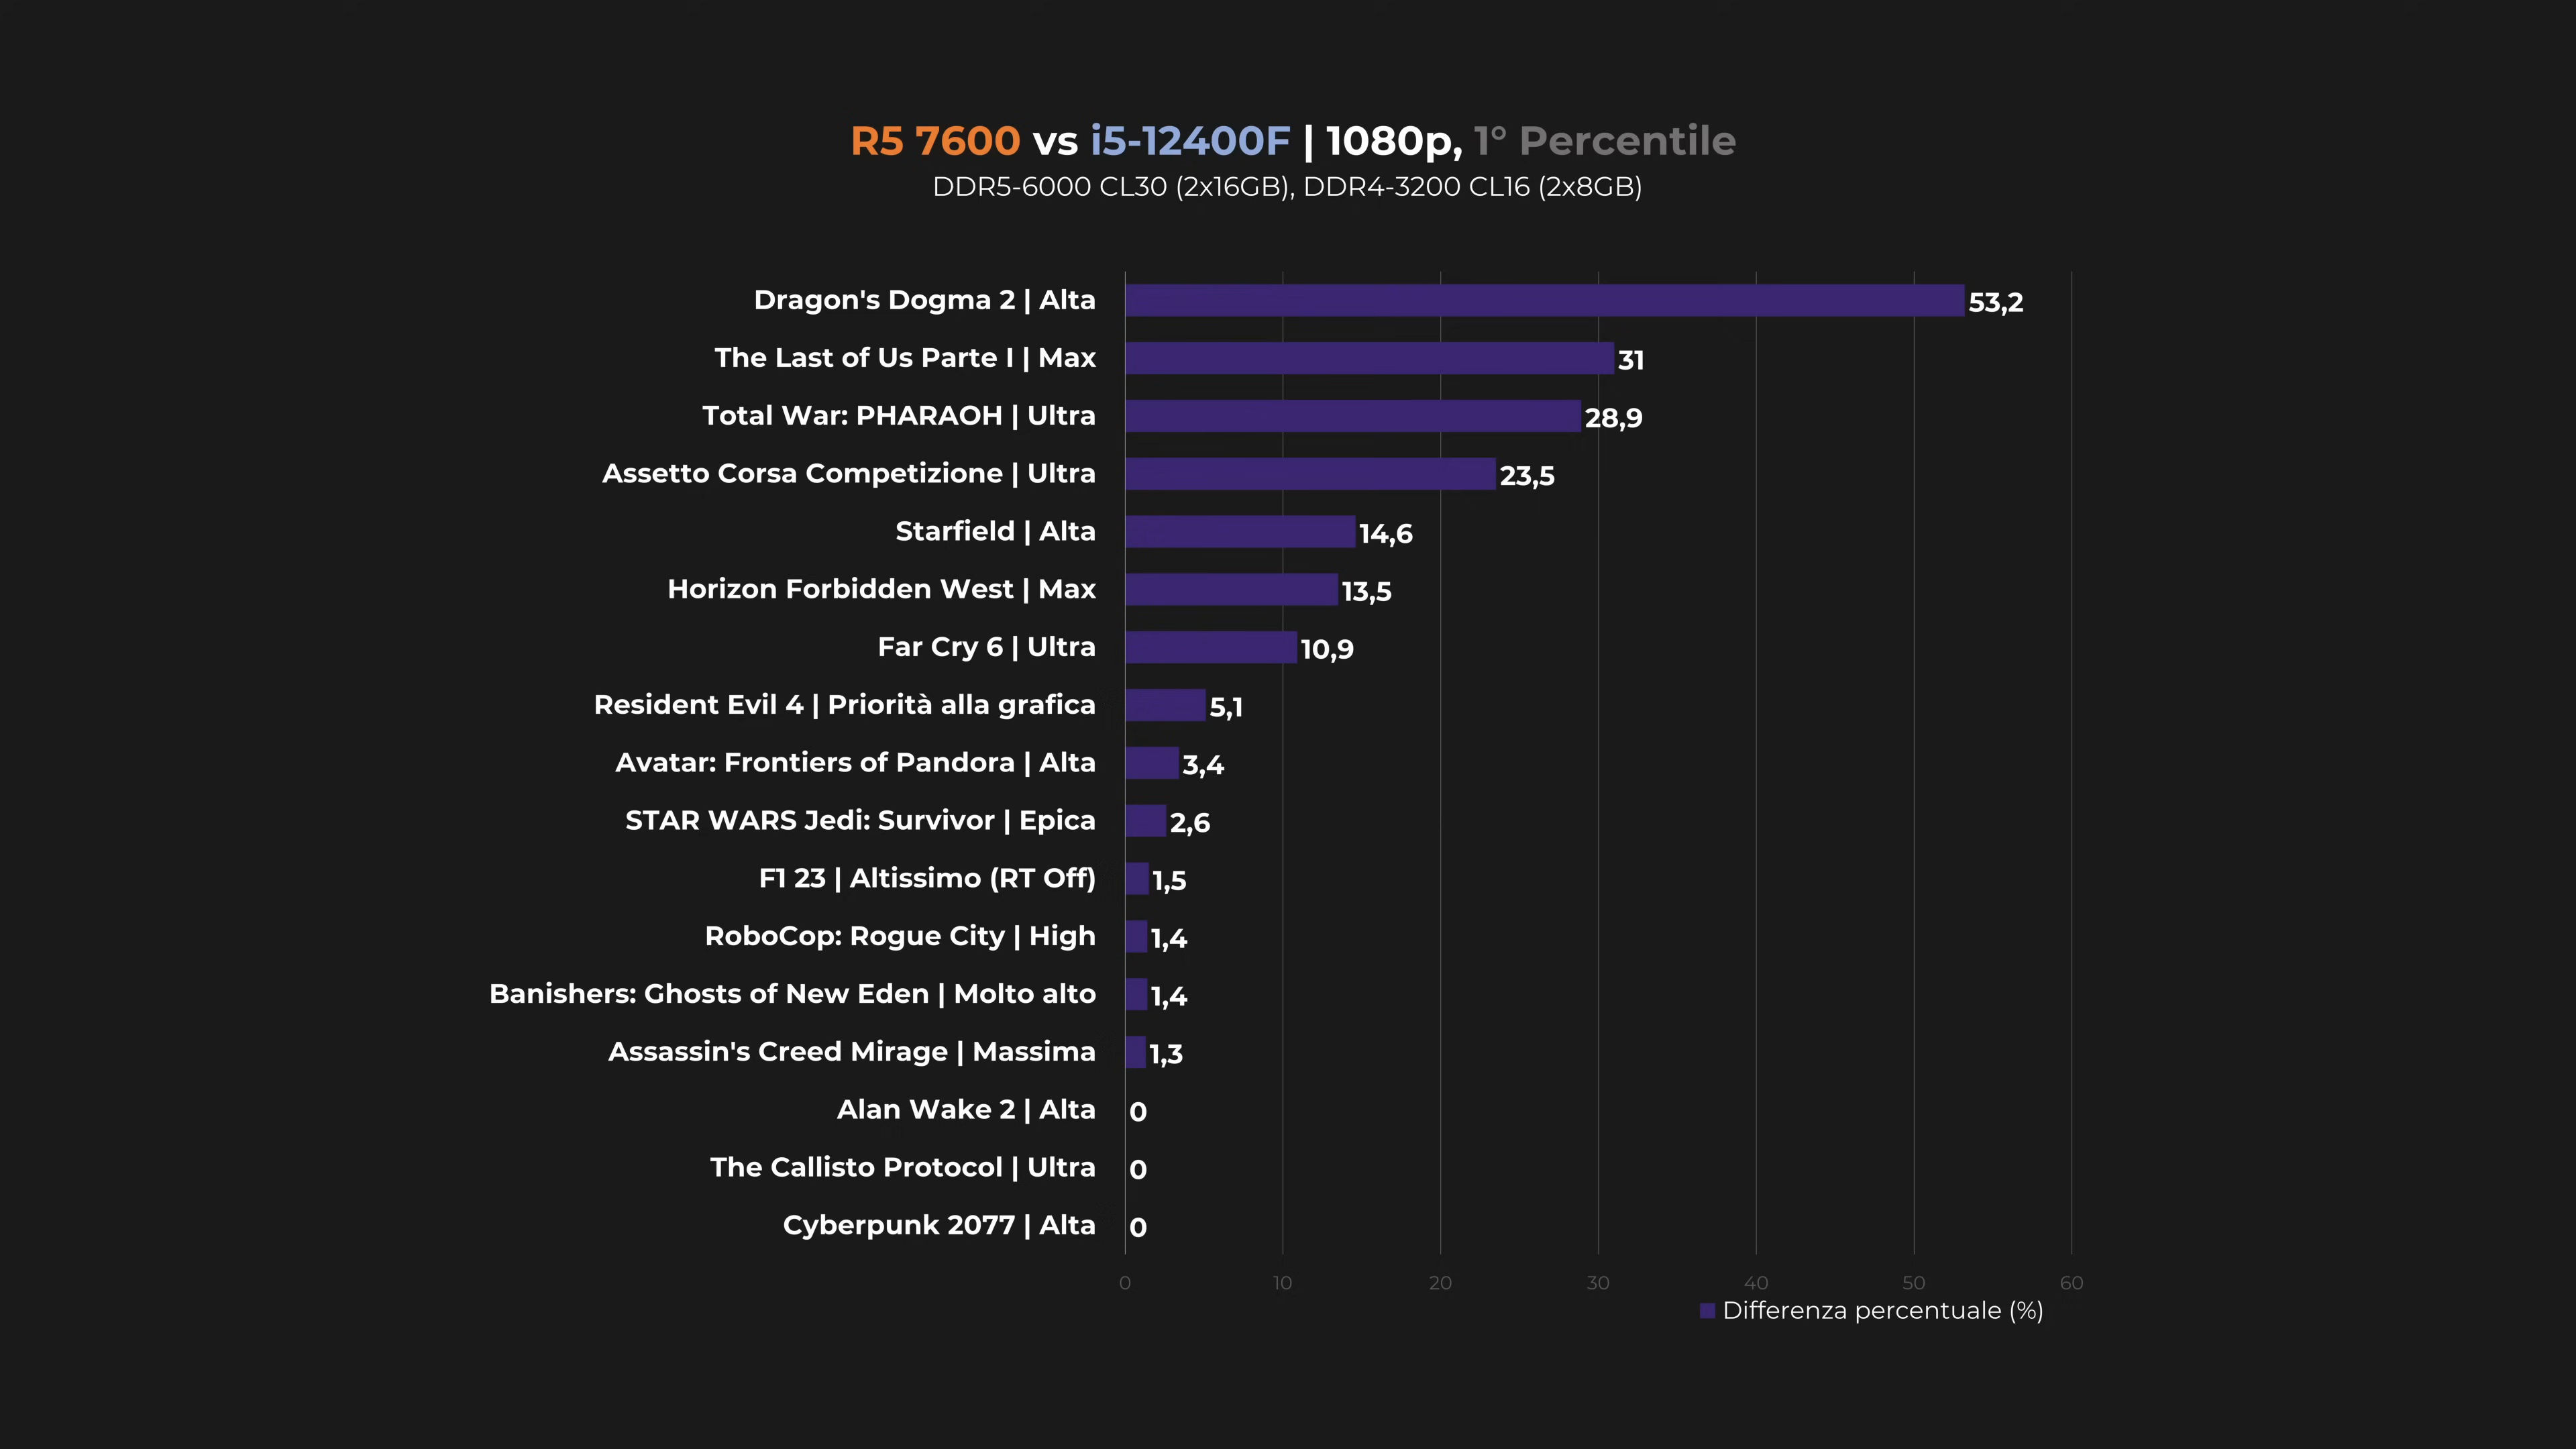 R5 7600 vs i5-12400F | 1080p, 1° Percentile
DDR5-6000 CL30 (2x16GB), DDR4-3200 CL16 (2x8GB)
Dragon's Dogma 2 | Alta 53,2
The Last of Us Parte I | Max 31
Total War: PHARAOH | Ultra 28,9
Assetto Corsa Competizione | Ultra 23,5
Starfield | Alta 14,6
Horizon Forbidden West | Max 13,5
Far Cry 6 | Ultra 10,9
Resident Evil 4 | Priorità alla grafica 5,1
Avatar: Frontiers of Pandora | Alta 3,4
STAR WARS Jedi: Survivor | Epica 2,6
F1 23 | Altissimo (RT Off) 1,5
RoboCop: Rogue City | High 1,4
Banishers: Ghosts of New Eden | Molto alto 1,4
Assassin's Creed Mirage | Massima 1,3
Alan Wake 2 | Alta 0
The Callisto Protocol | Ultra 0
Cyberpunk 2077 | Alta 0
0 10 20 30 40 50 60
Differenza percentuale (%)